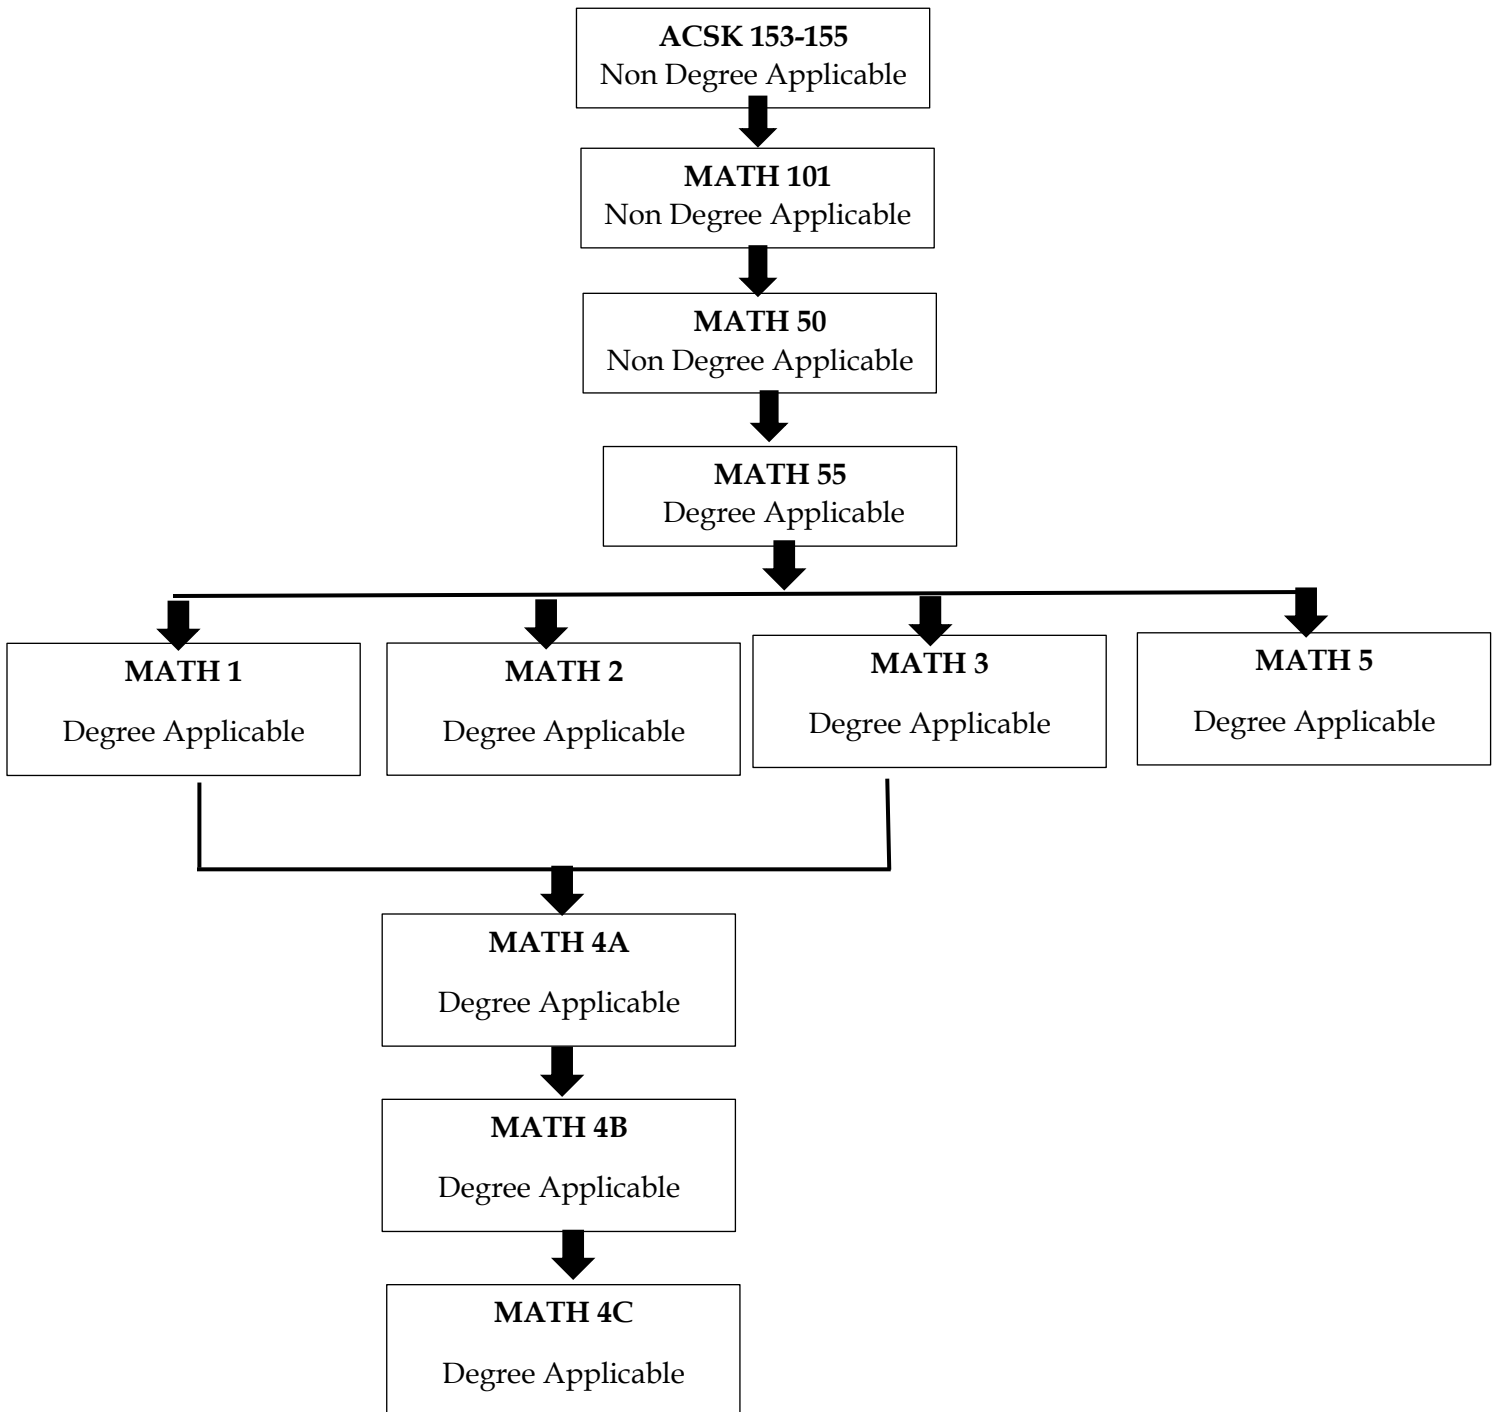 ACSK 153-155
Non Degree Applicable
MATH 101
Non Degree Applicable
MATH 50
Non Degree Applicable
MATH 55
Degree Applicable
MATH 1
Degree Applicable
MATH 2
Degree Applicable
MATH 3
Degree Applicable
MATH 5
Degree Applicable
MATH 4A
Degree Applicable
MATH 4B
Degree Applicable
MATH 4C
Degree Applicable